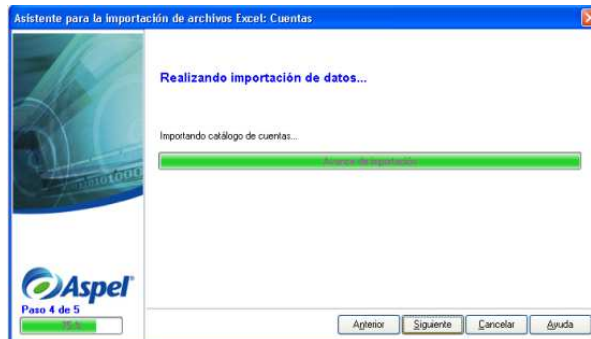 Asistente para la importación de archivos Excel: Cuentas
Realizando importación de datos...
Importando catálogo de cuentas...
Avance de importación
Aspel
Paso 4 de 5
75 %
Anterior Siguiente Cancelar Ayuda